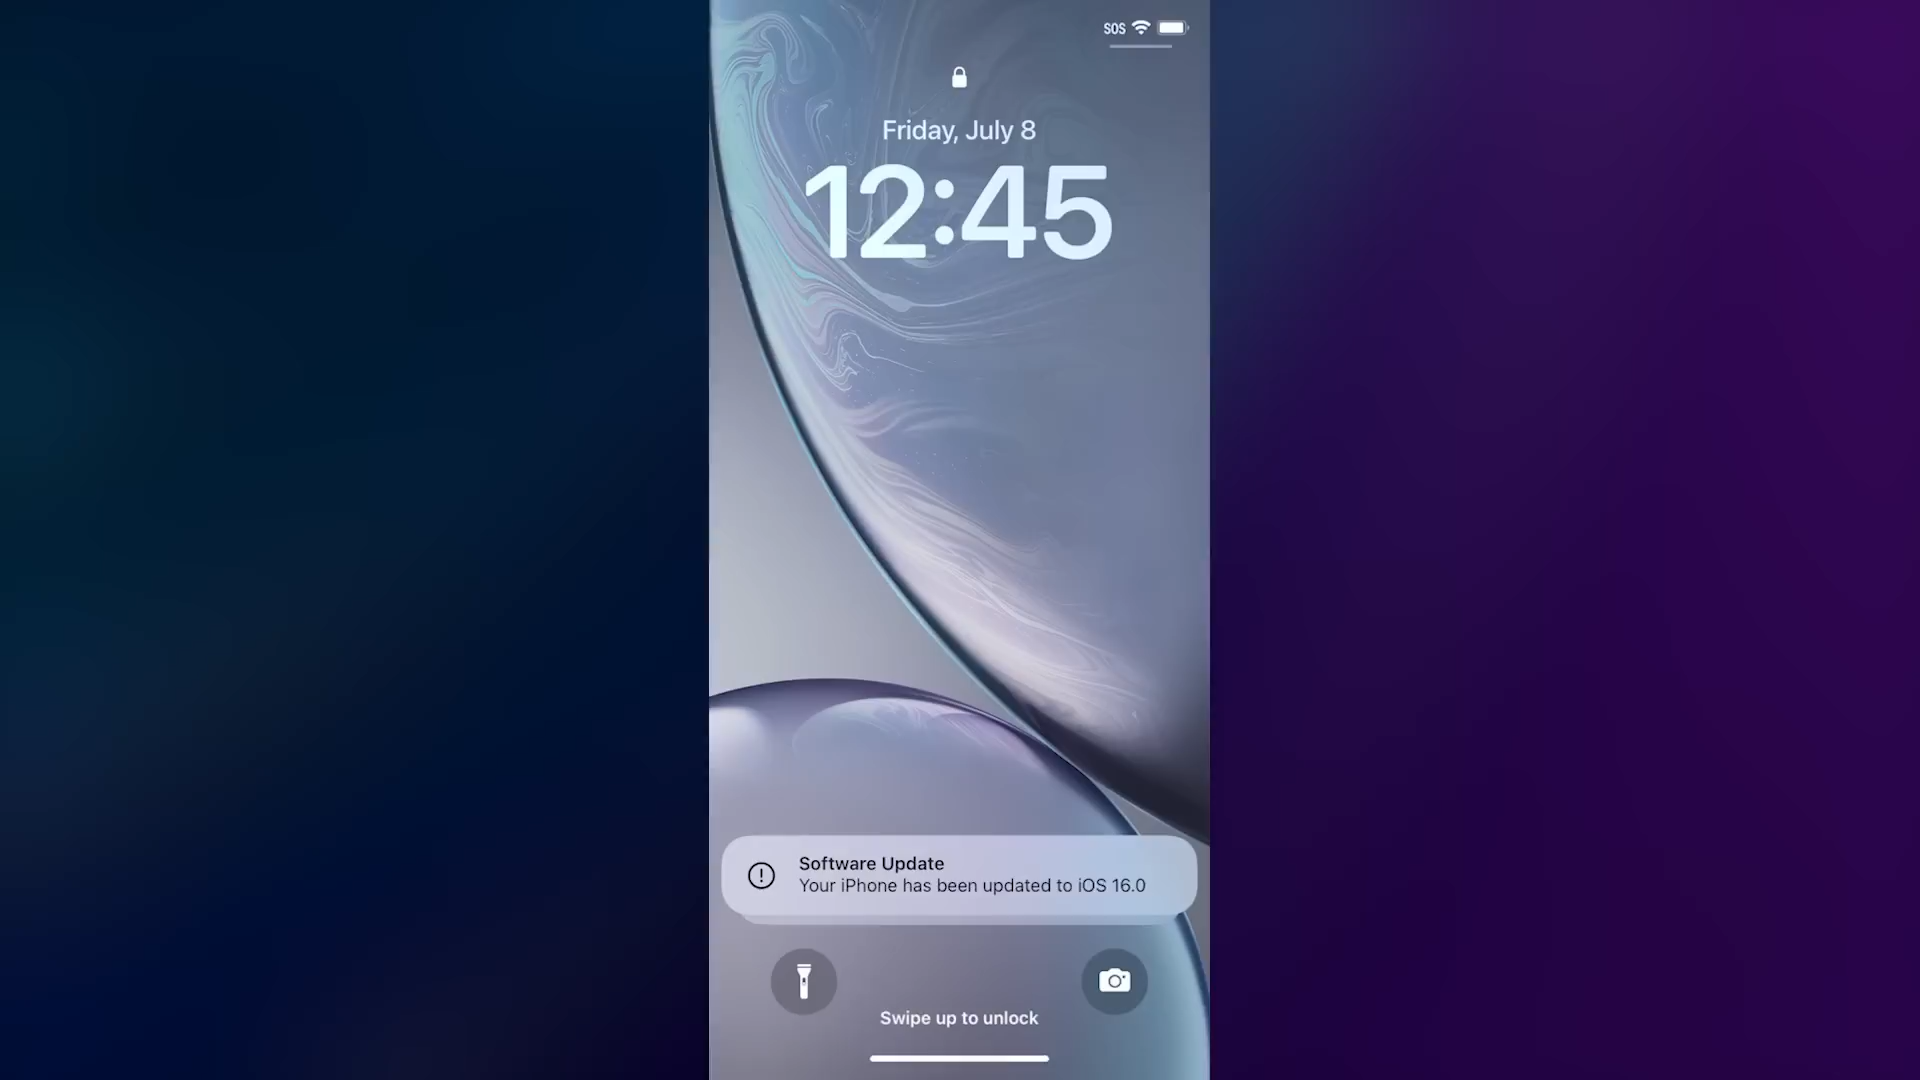 SOS
Friday, July 8
12:45
Software Update
Your iPhone has been updated to iOS 16.0
Swipe up to unlock